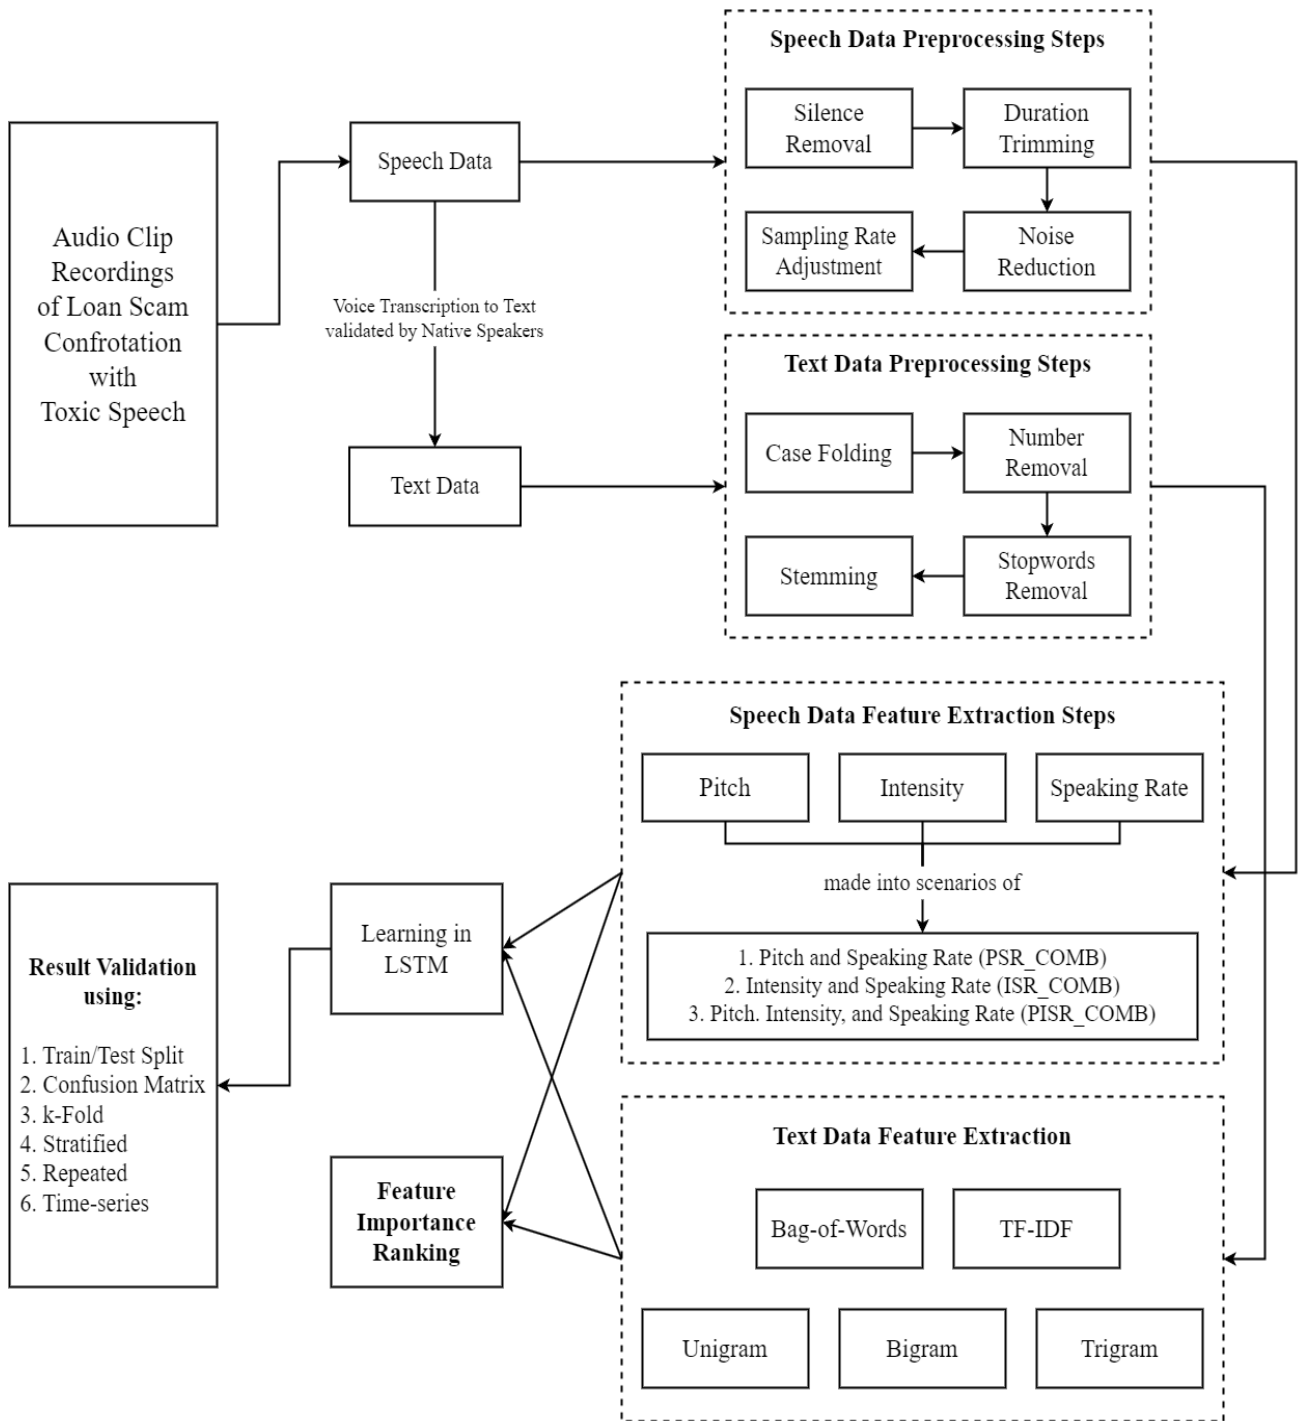 Speech Data Preprocessing Steps
Silence
Removal
Duration
Trimming
Sampling Rate
Adjustment
Noise
Reduction
Audio Clip
Recordings
of Loan Scam
Confrotation
with
Toxic Speech
Speech Data
Voice Transcription to Text
validated by Native Speakers
Text Data
Text Data Preprocessing Steps
Case Folding
Number
Removal
Stemming
Stopwords
Removal
Speech Data Feature Extraction Steps
Pitch
Intensity
Speaking Rate
made into scenarios of
1. Pitch and Speaking Rate (PSR_COMB)
2. Intensity and Speaking Rate (ISR_COMB)
3. Pitch. Intensity, and Speaking Rate (PISR_COMB)
Text Data Feature Extraction
Bag-of-Words
TF-IDF
Unigram
Bigram
Trigram
Learning in
LSTM
Feature
Importance
Ranking
Result Validation
using:
1. Train/Test Split
2. Confusion Matrix
3. k-Fold
4. Stratified
5. Repeated
6. Time-series